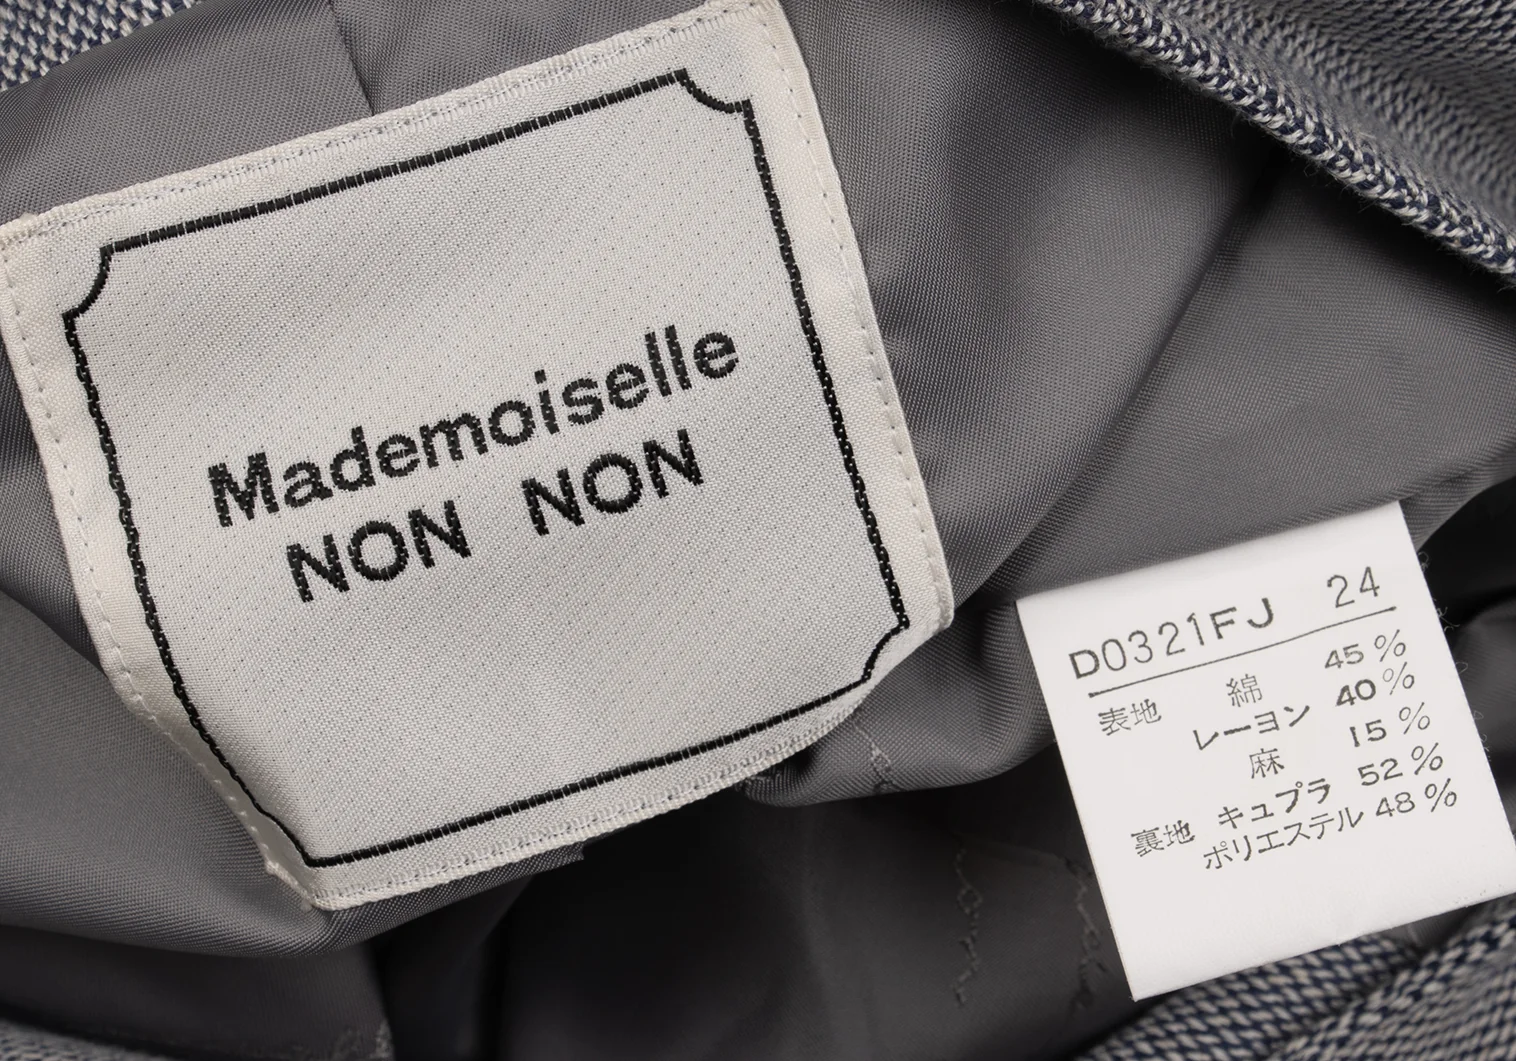 Mademoiselle
NON NON
D0321FJ 24
表地 綿 45%
レーヨン 40%
麻 15%
裏地 キュプラ 52%
ポリエステル 48%